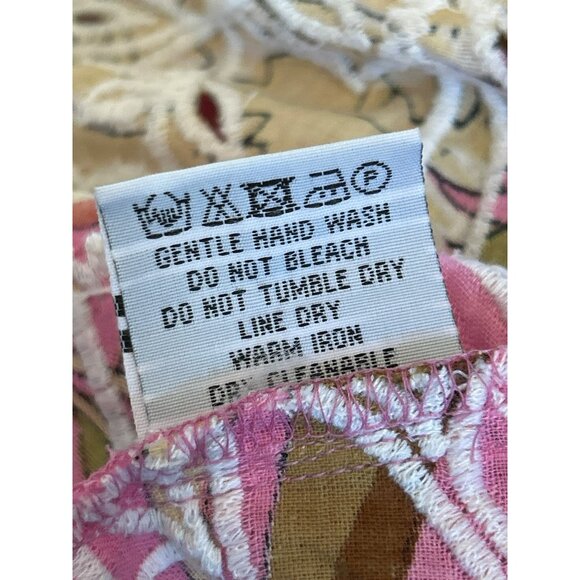 P
GENTLE HAND WASH
DO NOT BLEACH
DO NOT TUMBLE DRY
LINE DRY
WARM IRON
DRY CLEANABLE